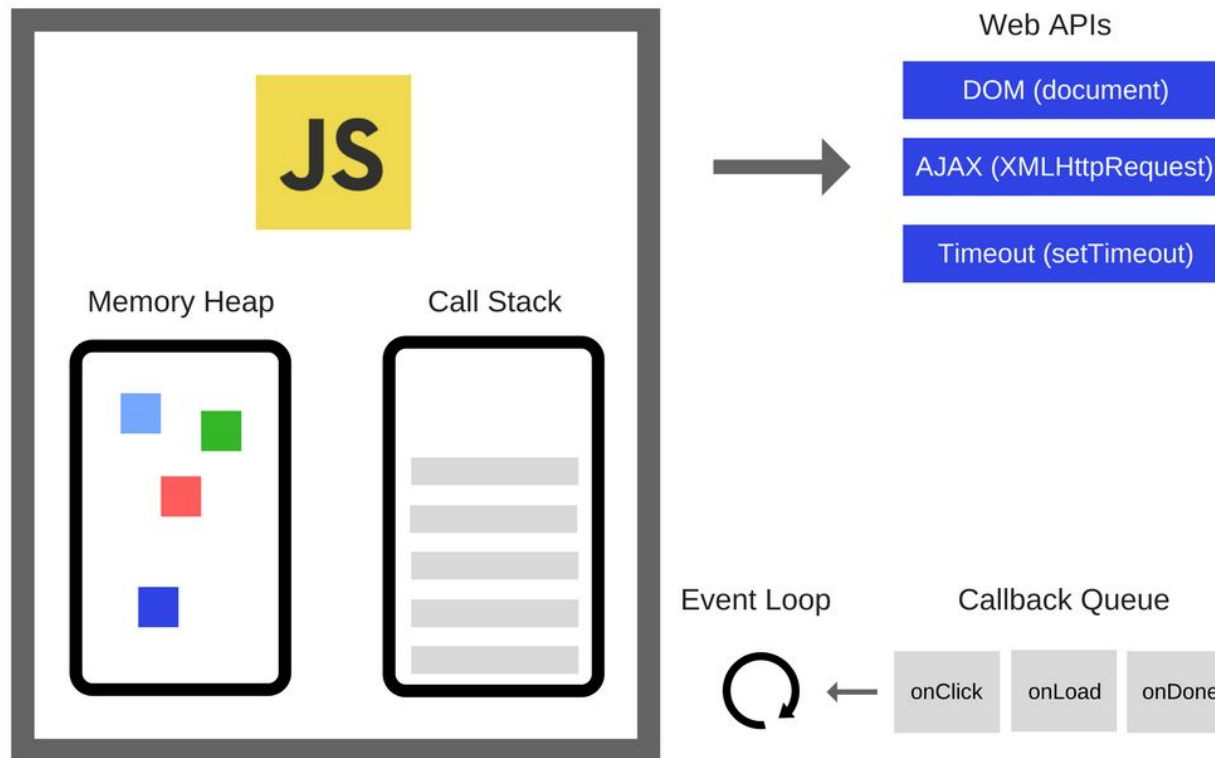 Web APIs
DOM (document)
JS
AJAX (XMLHttpRequest)
Timeout (setTimeout)
Memory Heap
Call Stack
Event Loop
Callback Queue
onClick
onLoad
onDone